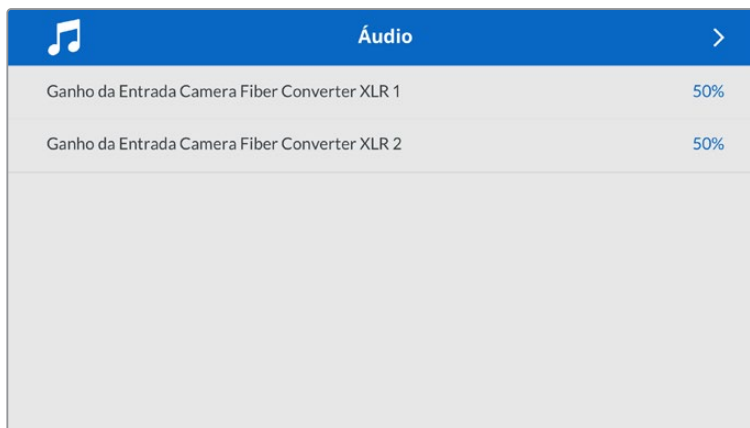 Áudio
Ganho da Entrada Camera Fiber Converter XLR 1 50%
Ganho da Entrada Camera Fiber Converter XLR 2 50%